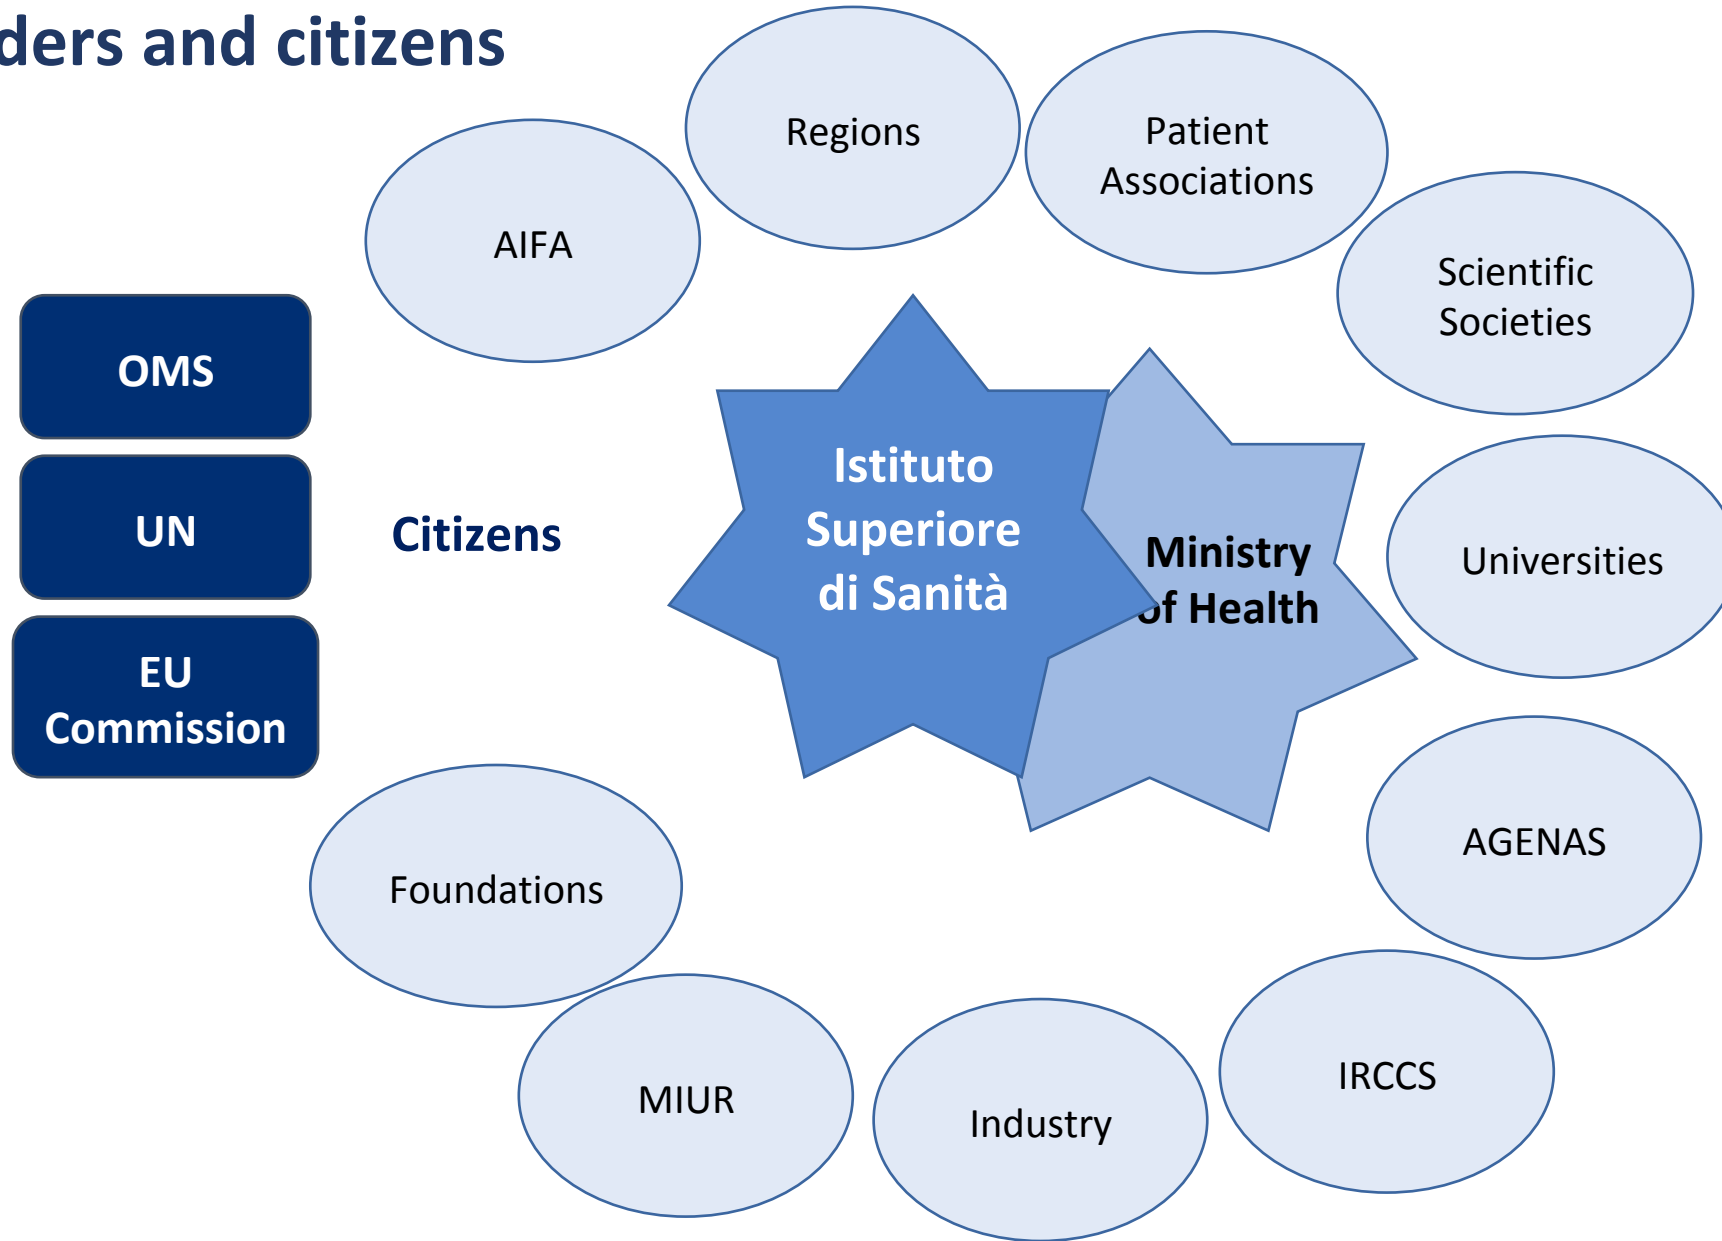 ders and citizens
Regions
Patient
Associations
AIFA
Scientific
Societies
OMS
UN
EU
Commission
Citizens
Istituto
Superiore
di Sanità
Ministry
of Health
Universities
AGENAS
Foundations
IRCCS
MIUR
Industry